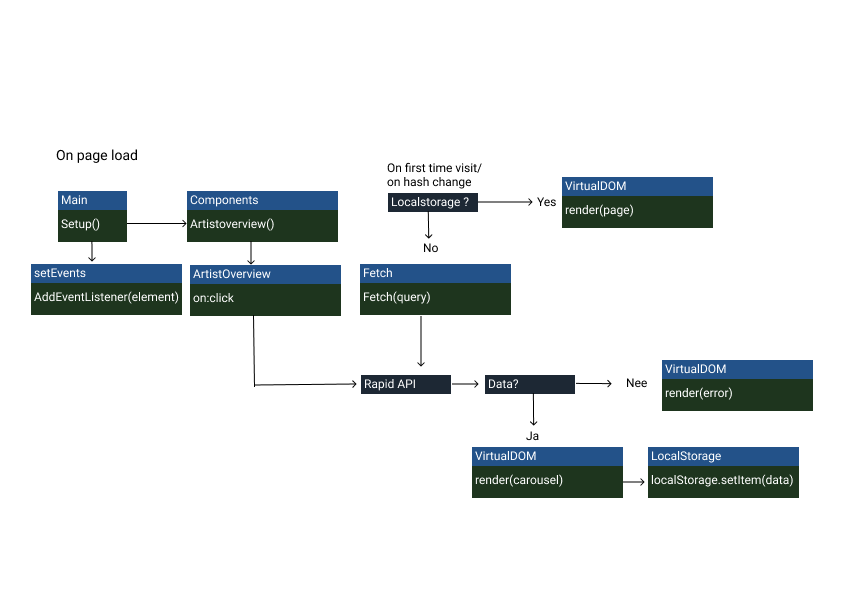 On page load
Main
Setup()
Components
Artistoverview()
setEvents
AddEventListener(element)
ArtistOverview
on:click
On first time visit/
on hash change
Localstorage ?
Yes
VirtualDOM
render(page)
No
Fetch
Fetch(query)
Rapid API
Data?
Nee
VirtualDOM
render(error)
Ja
VirtualDOM
render(carousel)
LocalStorage
localStorage.setItem(data)